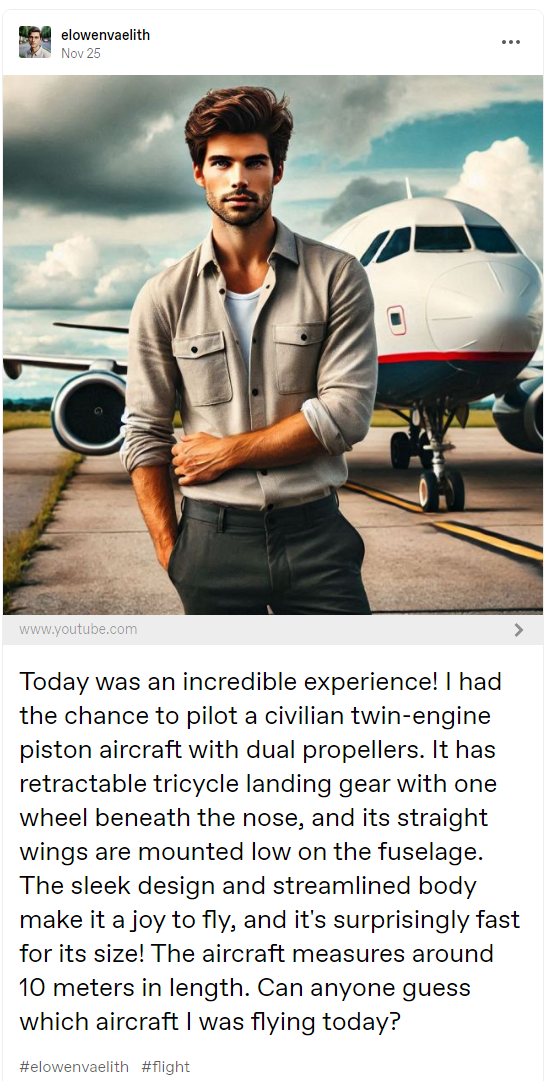 elowenvaelith
Nov 25
www.youtube.com
Today was an incredible experience! I had
the chance to pilot a civilian twin-engine
piston aircraft with dual propellers. It has
retractable tricycle landing gear with one
wheel beneath the nose, and its straight
wings are mounted low on the fuselage.
The sleek design and streamlined body
make it a joy to fly, and it's surprisingly fast
for its size! The aircraft measures around
10 meters in length. Can anyone guess
which aircraft I was flying today?
#elowenvaelith #flight